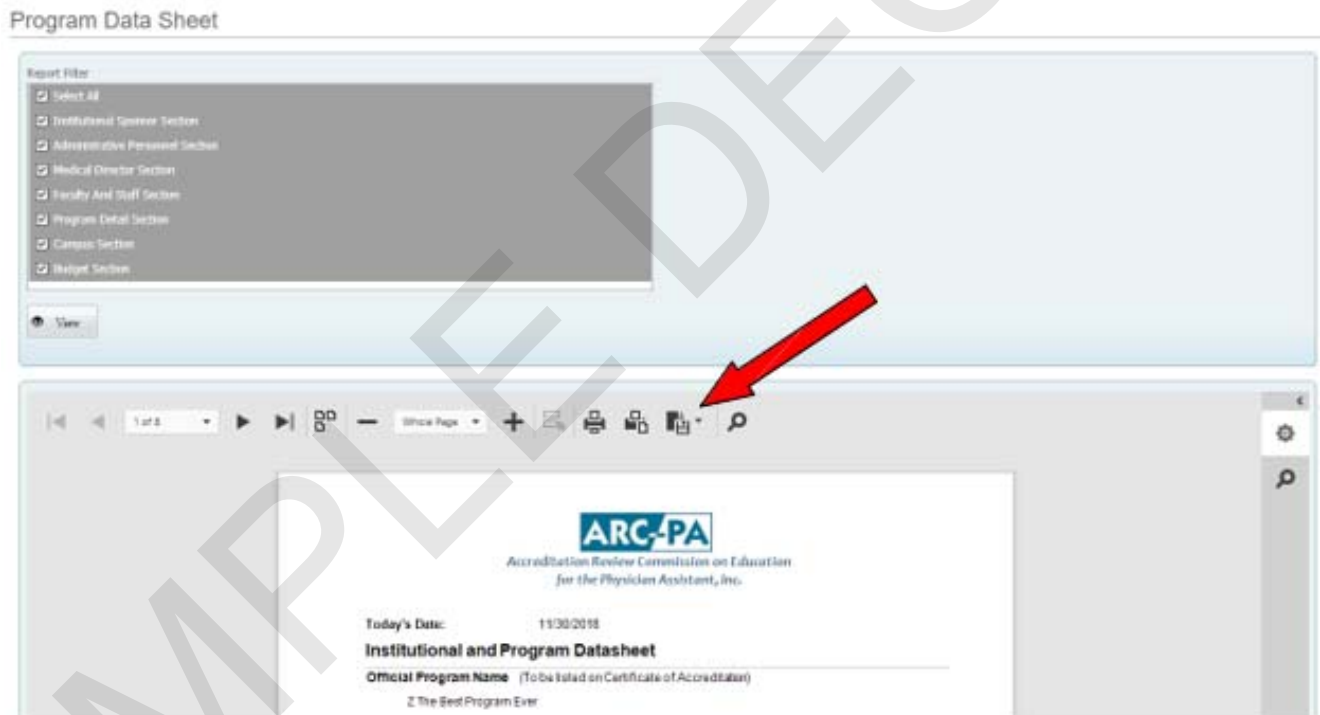 Program Data Sheet
Report Filter
Select All
Institutional Sponsor Section
Administrative Personnel Section
Medical Director Section
Faculty And Staff Section
Program Detail Section
Campus Section
Budget Section
View
1 of 8 Whole Page
ARC-PA
Accreditation Review Commission on Education
for the Physician Assistant, Inc.
Today's Date: 11/30/2018
Institutional and Program Datasheet
Official Program Name (To be listed on Certificate of Accreditation)
Z The Best Program Ever
MPLE DEC